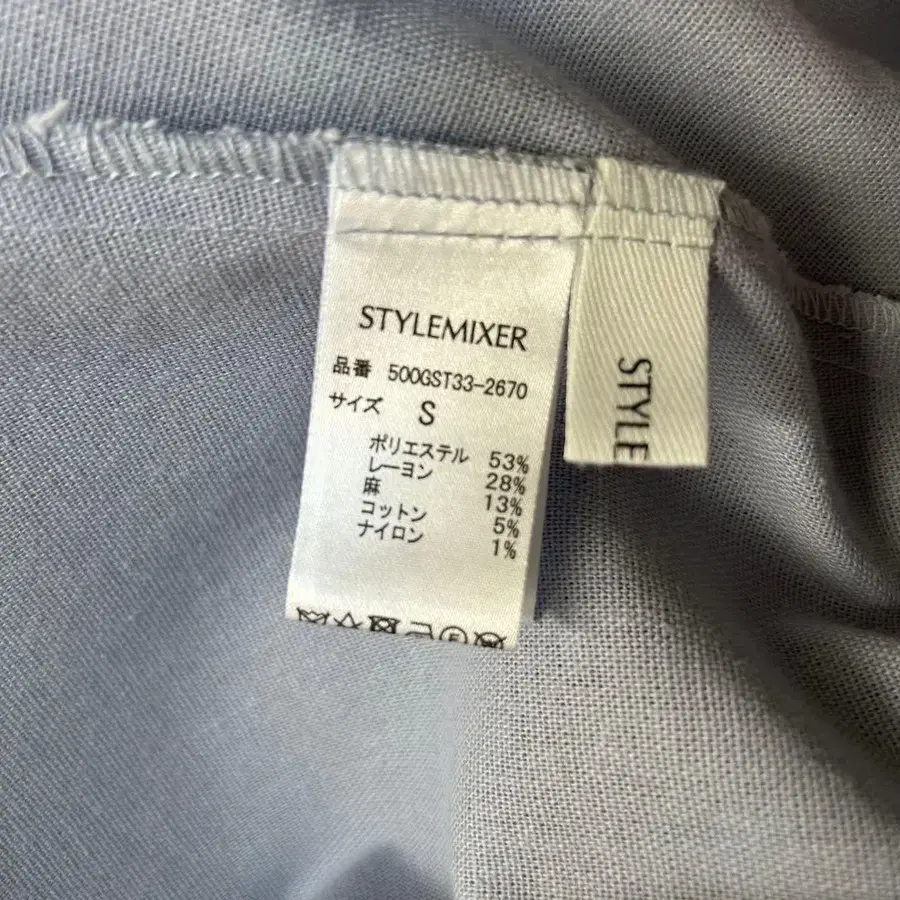 STYLEMIXER
品番 500GST33-2670
サイズ S
ポリエステル 53%
レーヨン 28%
麻 13%
コットン 5%
ナイロン 1%
STYLE